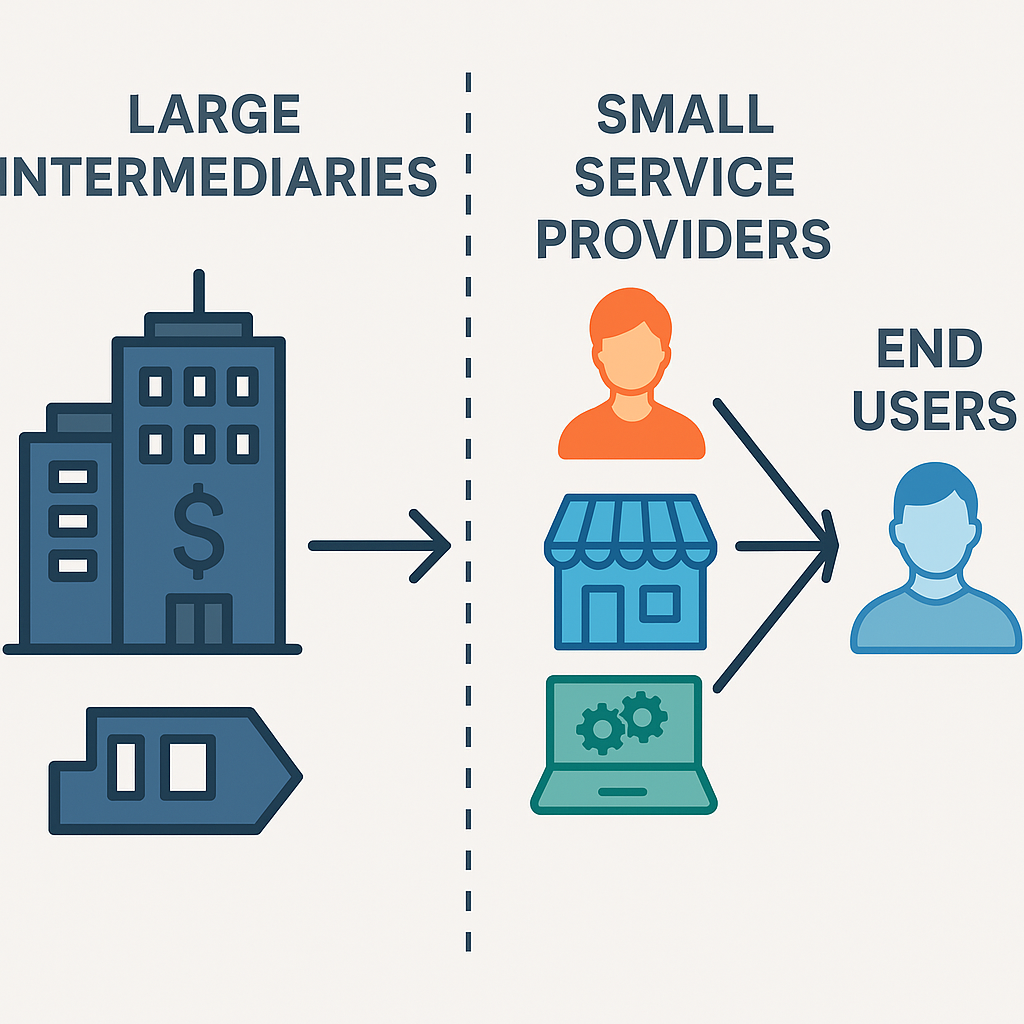 LARGE
INTERMEDIARIES
SMALL
SERVICE
PROVIDERS
END
USERS
$